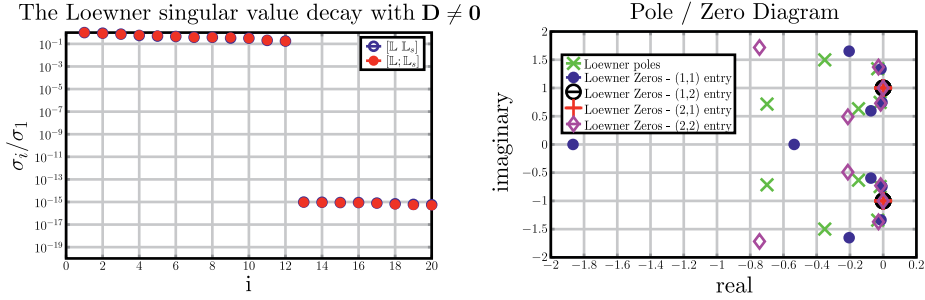 The Loewner singular value decay with D ≠ 0
10⁻¹
10⁻³
10⁻⁵
10⁻⁷
10⁻⁹
10⁻¹¹
10⁻¹³
10⁻¹⁵
10⁻¹⁷
10⁻¹⁹
σᵢ/σ₁
[𝕃 𝕃ₛ]
[𝕃; 𝕃ₛ]
0 2 4 6 8 10 12 14 16 18 20
i
Pole / Zero Diagram
2
1.5
1
0.5
0
−0.5
−1
−1.5
−2
imaginary
Loewner poles
Loewner Zeros - (1,1) entry
Loewner Zeros - (1,2) entry
Loewner Zeros - (2,1) entry
Loewner Zeros - (2,2) entry
−2 −1.8 −1.6 −1.4 −1.2 −1 −0.8 −0.6 −0.4 −0.2 0 0.2
real